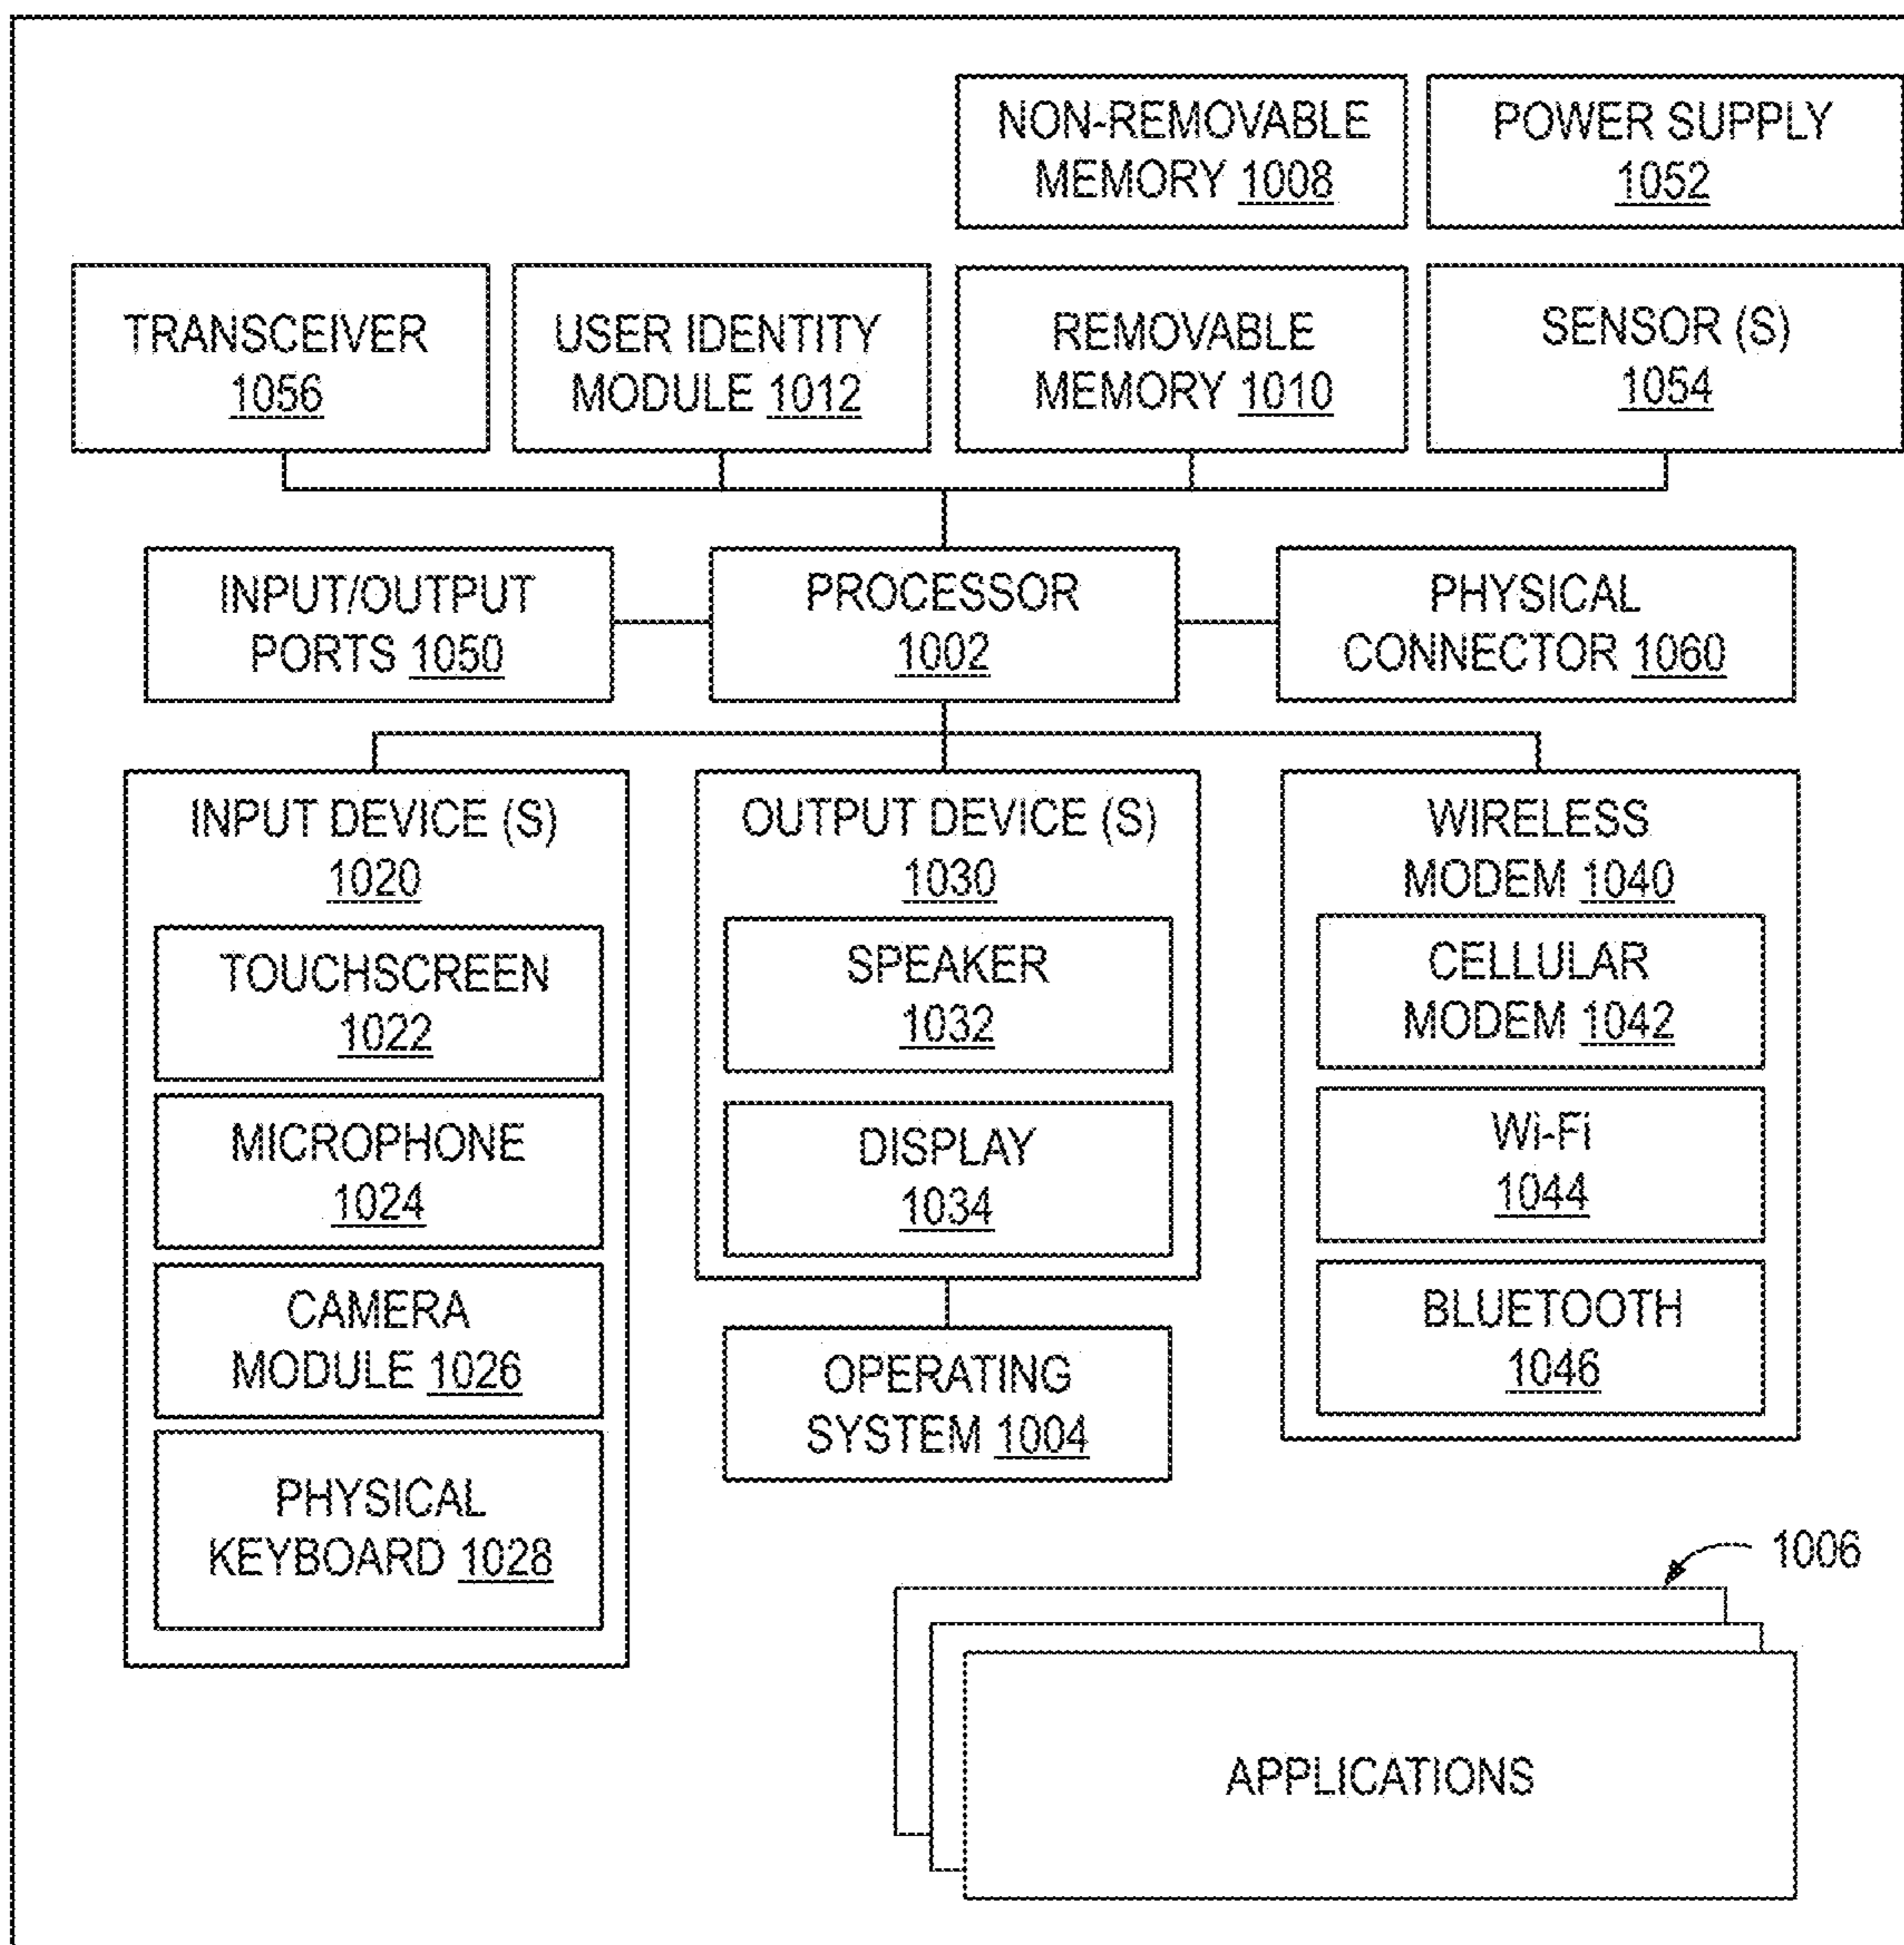 NON-REMOVABLE
MEMORY 1008
POWER SUPPLY
1052
TRANSCEIVER
1056
USER IDENTITY
MODULE 1012
REMOVABLE
MEMORY 1010
SENSOR (S)
1054
INPUT/OUTPUT
PORTS 1050
PROCESSOR
1002
PHYSICAL
CONNECTOR 1060
INPUT DEVICE (S)
1020
TOUCHSCREEN
1022
MICROPHONE
1024
CAMERA
MODULE 1026
PHYSICAL
KEYBOARD 1028
OUTPUT DEVICE (S)
1030
SPEAKER
1032
DISPLAY
1034
OPERATING
SYSTEM 1004
WIRELESS
MODEM 1040
CELLULAR
MODEM 1042
Wi-Fi
1044
BLUETOOTH
1046
1006
APPLICATIONS